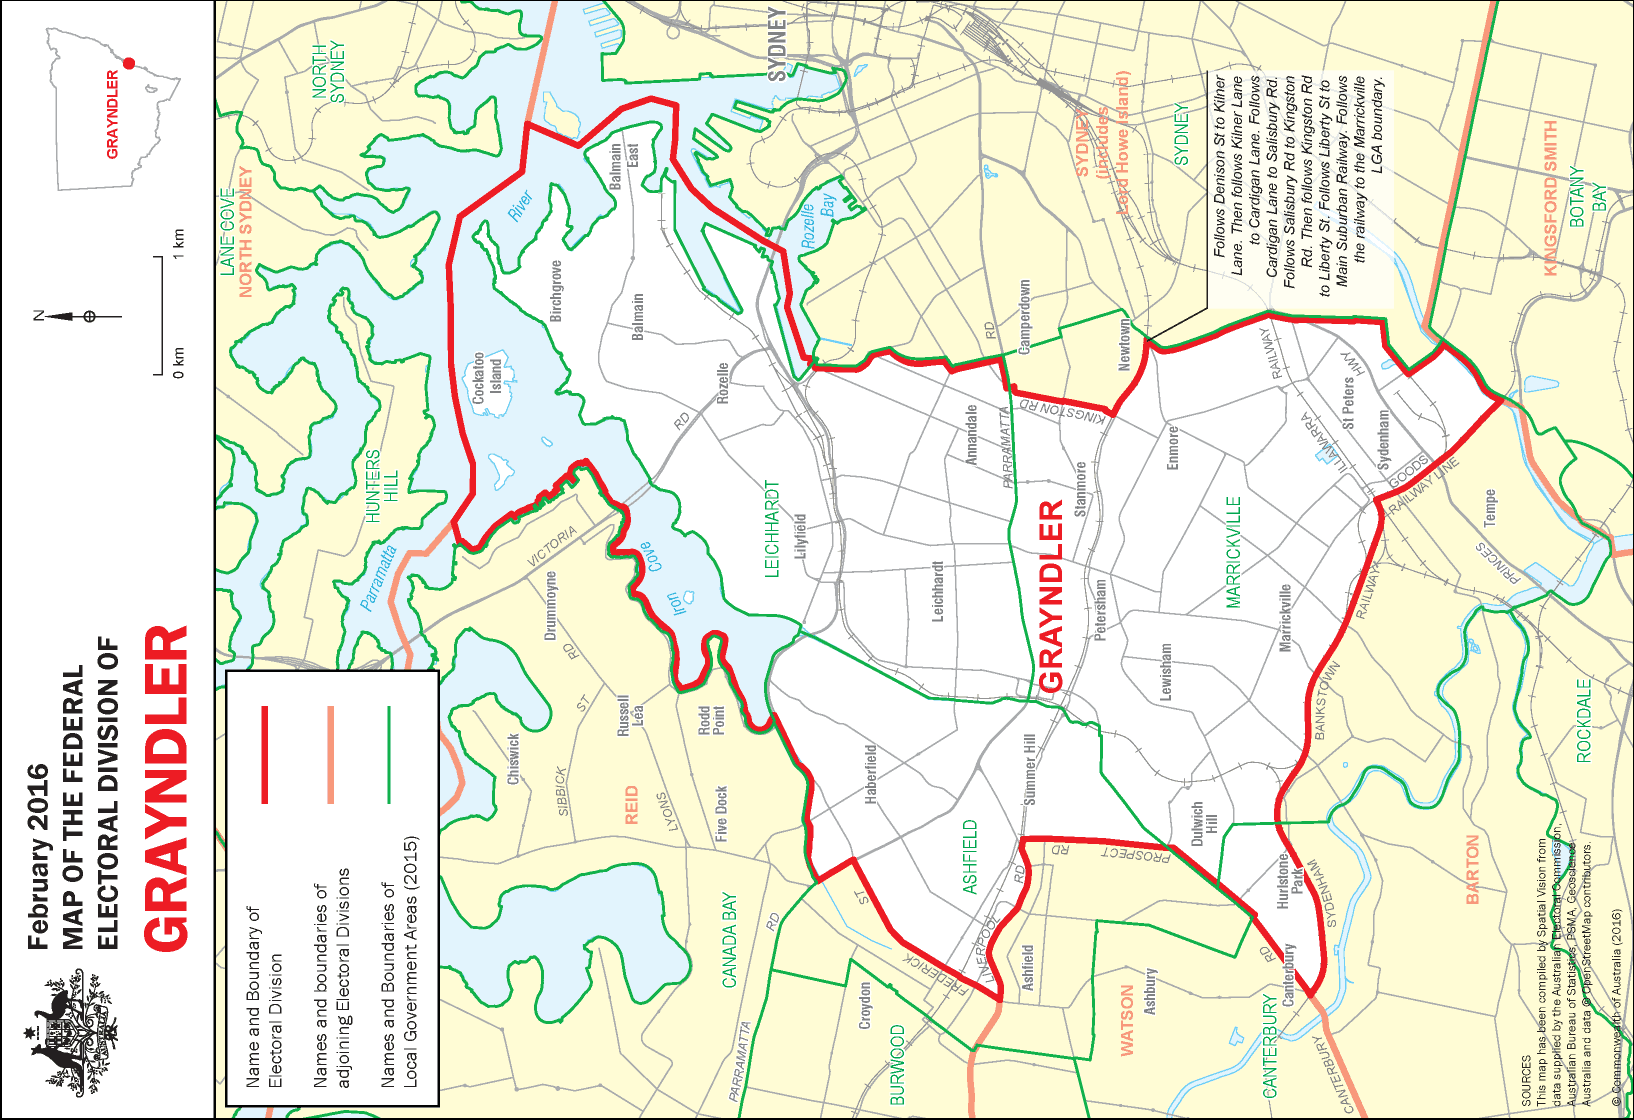 February 2016
MAP OF THE FEDERAL
ELECTORAL DIVISION OF
GRAYNDLER
N
0 km
1 km
GRAYNDLER
Name and Boundary of
Electoral Division
Names and boundaries of
adjoining Electoral Divisions
Names and Boundaries of
Local Government Areas (2015)
LANE COVE
NORTH SYDNEY
NORTH
SYDNEY
HUNTERS
HILL
Parramatta
River
Cockatoo
Island
Birchgrove
Balmain
East
Balmain
SYDNEY
Rozelle
Bay
Rozelle
RD
VICTORIA
Drummoyne
RD
Iron
Cove
Chiswick
ST
SIBBICK
Russell
Lea
REID
LYONS
Rodd
Point
Five Dock
CANADA BAY
RD
PARRAMATTA
LEICHHARDT
Lilyfield
Leichhardt
Annandale
PARRAMATTA
RD
Camperdown
KINGSTON RD
Newtown
Stanmore
Enmore
GRAYNDLER
Petersham
Lewisham
MARRICKVILLE
Marrickville
Haberfield
Summer Hill
ASHFIELD
ST
FREDERICK
LIVERPOOL
RD
PROSPECT
RD
Ashfield
Croydon
BURWOOD
WATSON
Ashbury
Dulwich
Hill
Hurlstone
Park
Canterbury
RD
CANTERBURY
CANTERBURY
SYDENHAM
BANKSTOWN
RAILWAY
RAILWAY
ILLAWARRA
HWY
St Peters
Sydenham
GOODS
RAILWAY LINE
Tempe
PRINCES
ROCKDALE
BARTON
SYDNEY
(includes
Lord Howe Island)
SYDNEY
KINGSFORD SMITH
BOTANY
BAY
Follows Denison St to Kilner
Lane. Then follows Kilner Lane
to Cardigan Lane. Follows
Cardigan Lane to Salisbury Rd.
Follows Salisbury Rd to Kingston
Rd. Then follows Kingston Rd
to Liberty St. Follows Liberty St to
Main Suburban Railway. Follows
the railway to the Marrickville
LGA boundary.
SOURCES
This map has been compiled by Spatial Vision from
data supplied by the Australian Electoral Commission,
Australian Bureau of Statistics, PSMA, Geoscience
Australia and data © OpenStreetMap contributors.
© Commonwealth of Australia (2016)